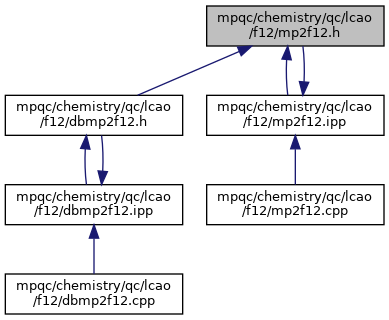 mpqc/chemistry/qc/lcao
/f12/mp2f12.h
mpqc/chemistry/qc/lcao
/f12/dbmp2f12.h
mpqc/chemistry/qc/lcao
/f12/mp2f12.ipp
mpqc/chemistry/qc/lcao
/f12/dbmp2f12.ipp
mpqc/chemistry/qc/lcao
/f12/mp2f12.cpp
mpqc/chemistry/qc/lcao
/f12/dbmp2f12.cpp